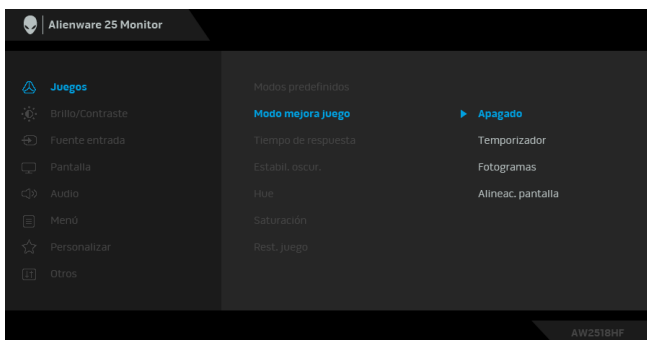 Alienware 25 Monitor
Juegos
Modos predefinidos
Brillo/Contraste
Modo mejora juego
Apagado
Fuente entrada
Tiempo de respuesta
Temporizador
Pantalla
Estabil. oscur.
Fotogramas
Audio
Hue
Alineac. pantalla
Menú
Saturación
Personalizar
Rest. juego
Otros
AW2518HF